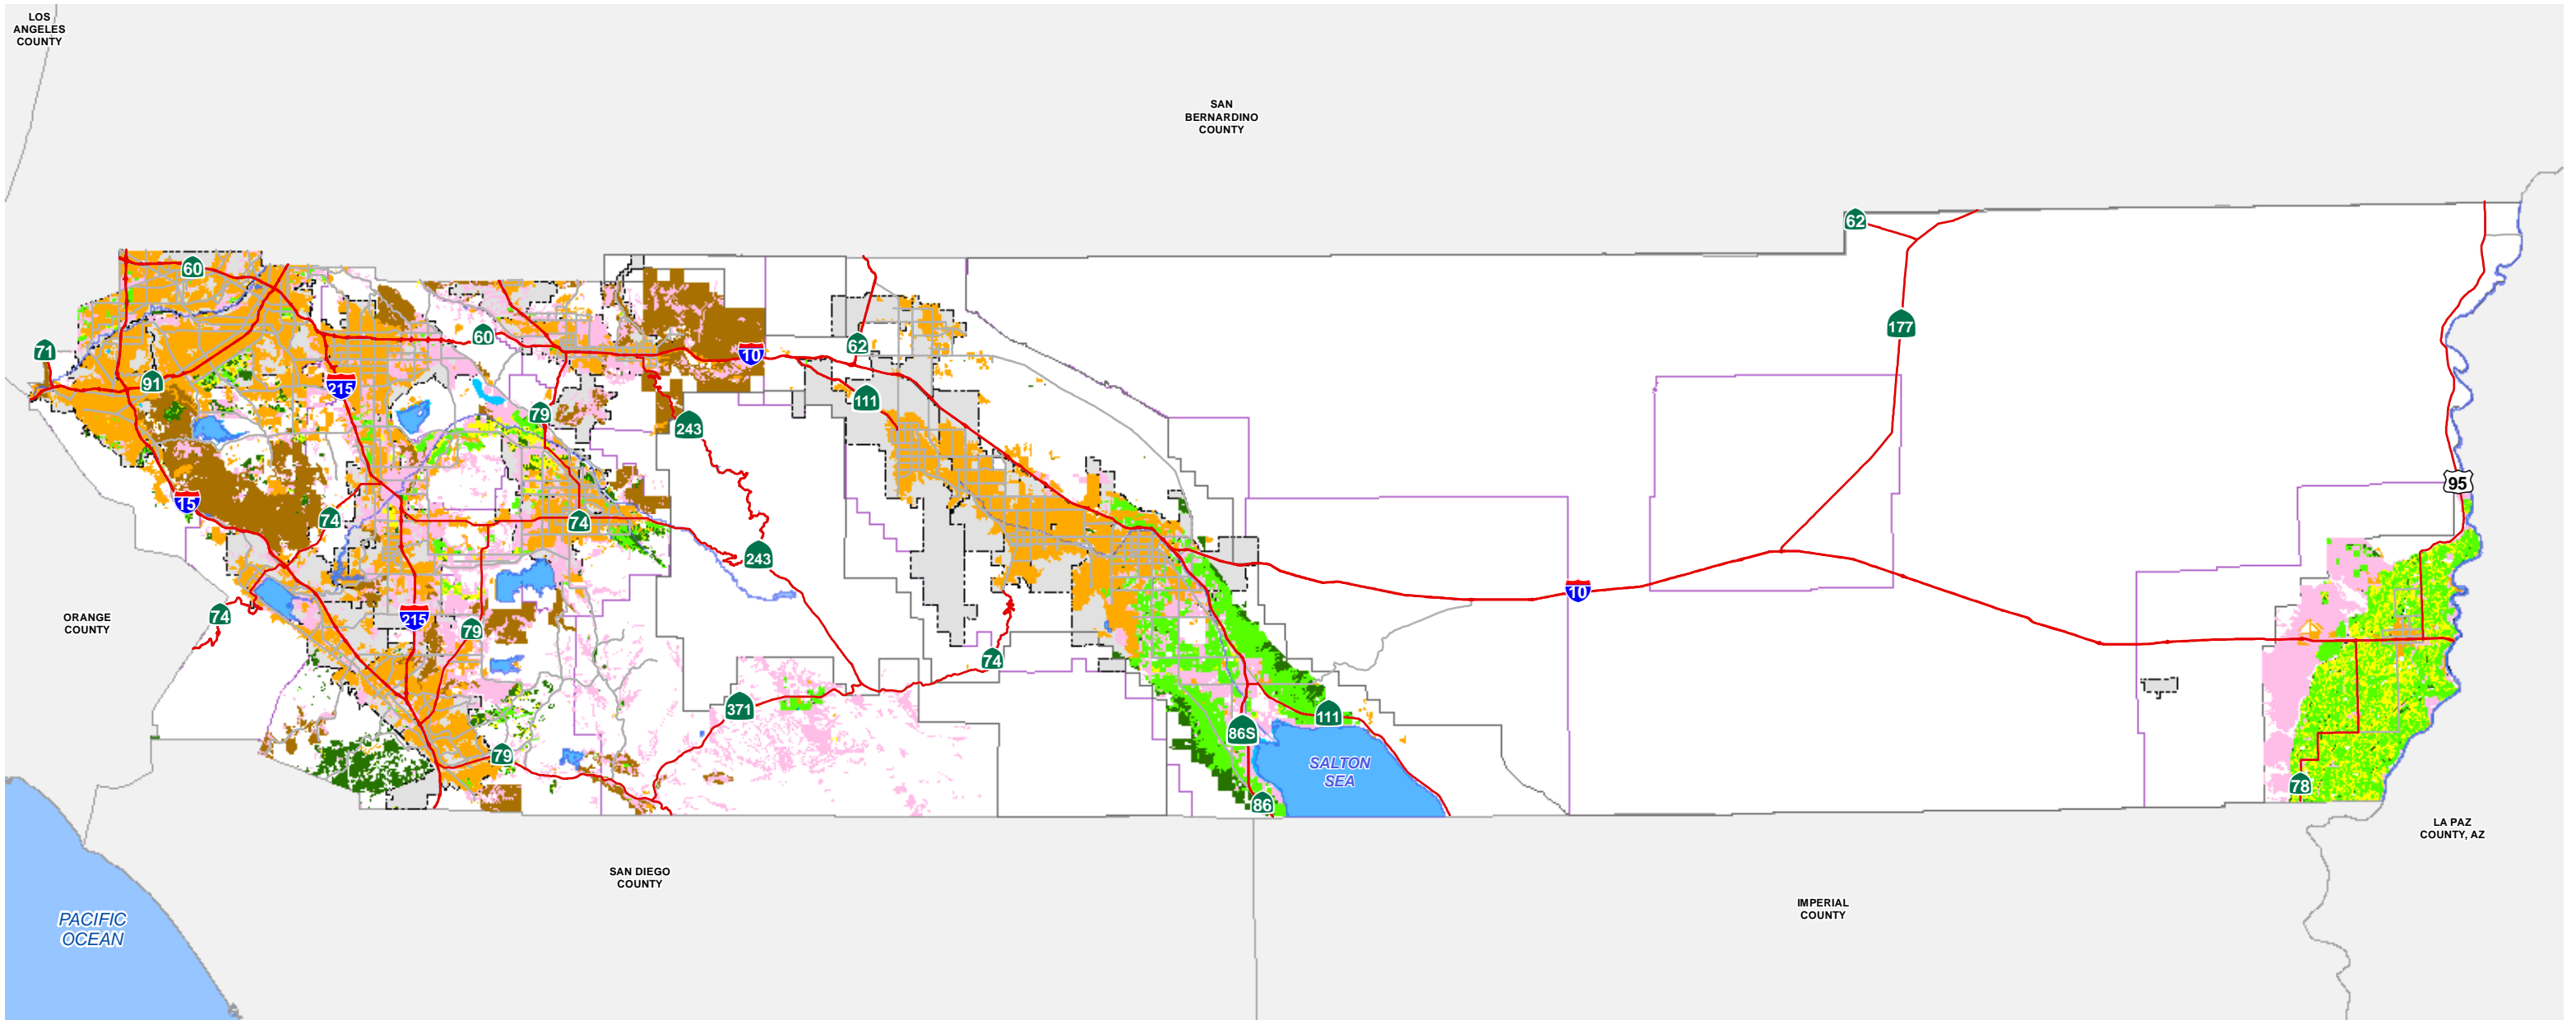 LOS
ANGELES
COUNTY
SAN
BERNARDINO
COUNTY
62
60
177
60
62
71
10
215
91
111
79
243
95
15
74
74
243
10
ORANGE
COUNTY
74
215
79
74
371
111
86S
79
SALTON
SEA
78
86
LA PAZ
COUNTY, AZ
SAN DIEGO
COUNTY
IMPERIAL
COUNTY
PACIFIC
OCEAN